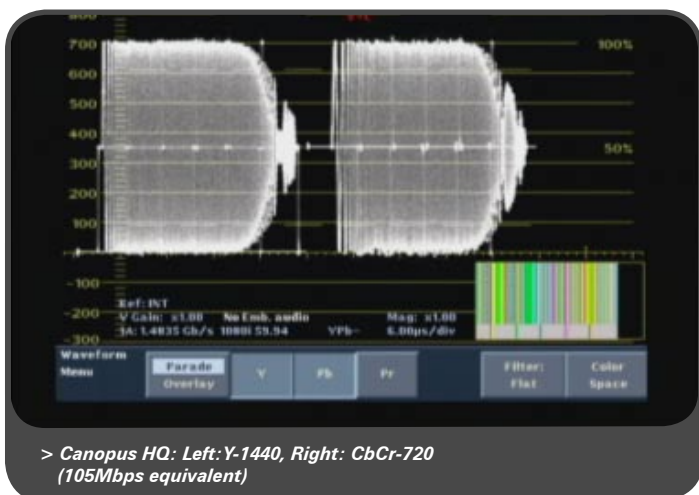 800
700
100%
600
500
400
50%
300
200
100
-100
Ref: INT
-200
V Gain: x1.00 No Emb. audio Mag: x1.00
3A: 1.4835 Gb/s 1080i 59.94 YPb~ 6.00µs/div
-300
Waveform
Menu
Parade
Overlay
Y
Pb
Pr
Filter:
Flat
Color
Space
> Canopus HQ: Left:Y-1440, Right: CbCr-720
(105Mbps equivalent)